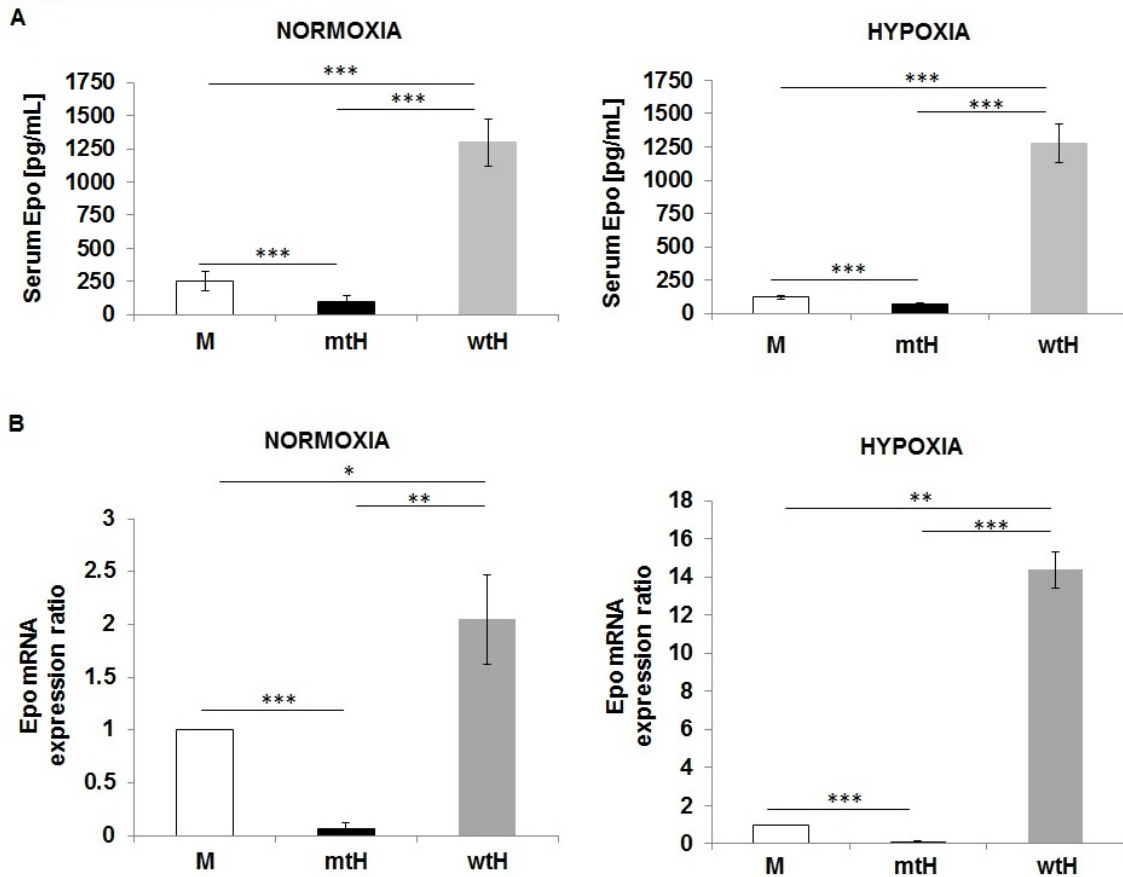 A
NORMOXIA
***
***
***
Serum Epo [pg/mL]
1750
1500
1250
1000
750
500
250
0
M mtH wtH
HYPOXIA
***
***
***
Serum Epo [pg/mL]
1750
1500
1250
1000
750
500
250
0
M mtH wtH
B
NORMOXIA
*
**
***
Epo mRNA
expression ratio
3
2.5
2
1.5
1
0.5
0
M mtH wtH
HYPOXIA
**
***
***
Epo mRNA
expression ratio
18
16
14
12
10
8
6
4
2
0
M mtH wtH